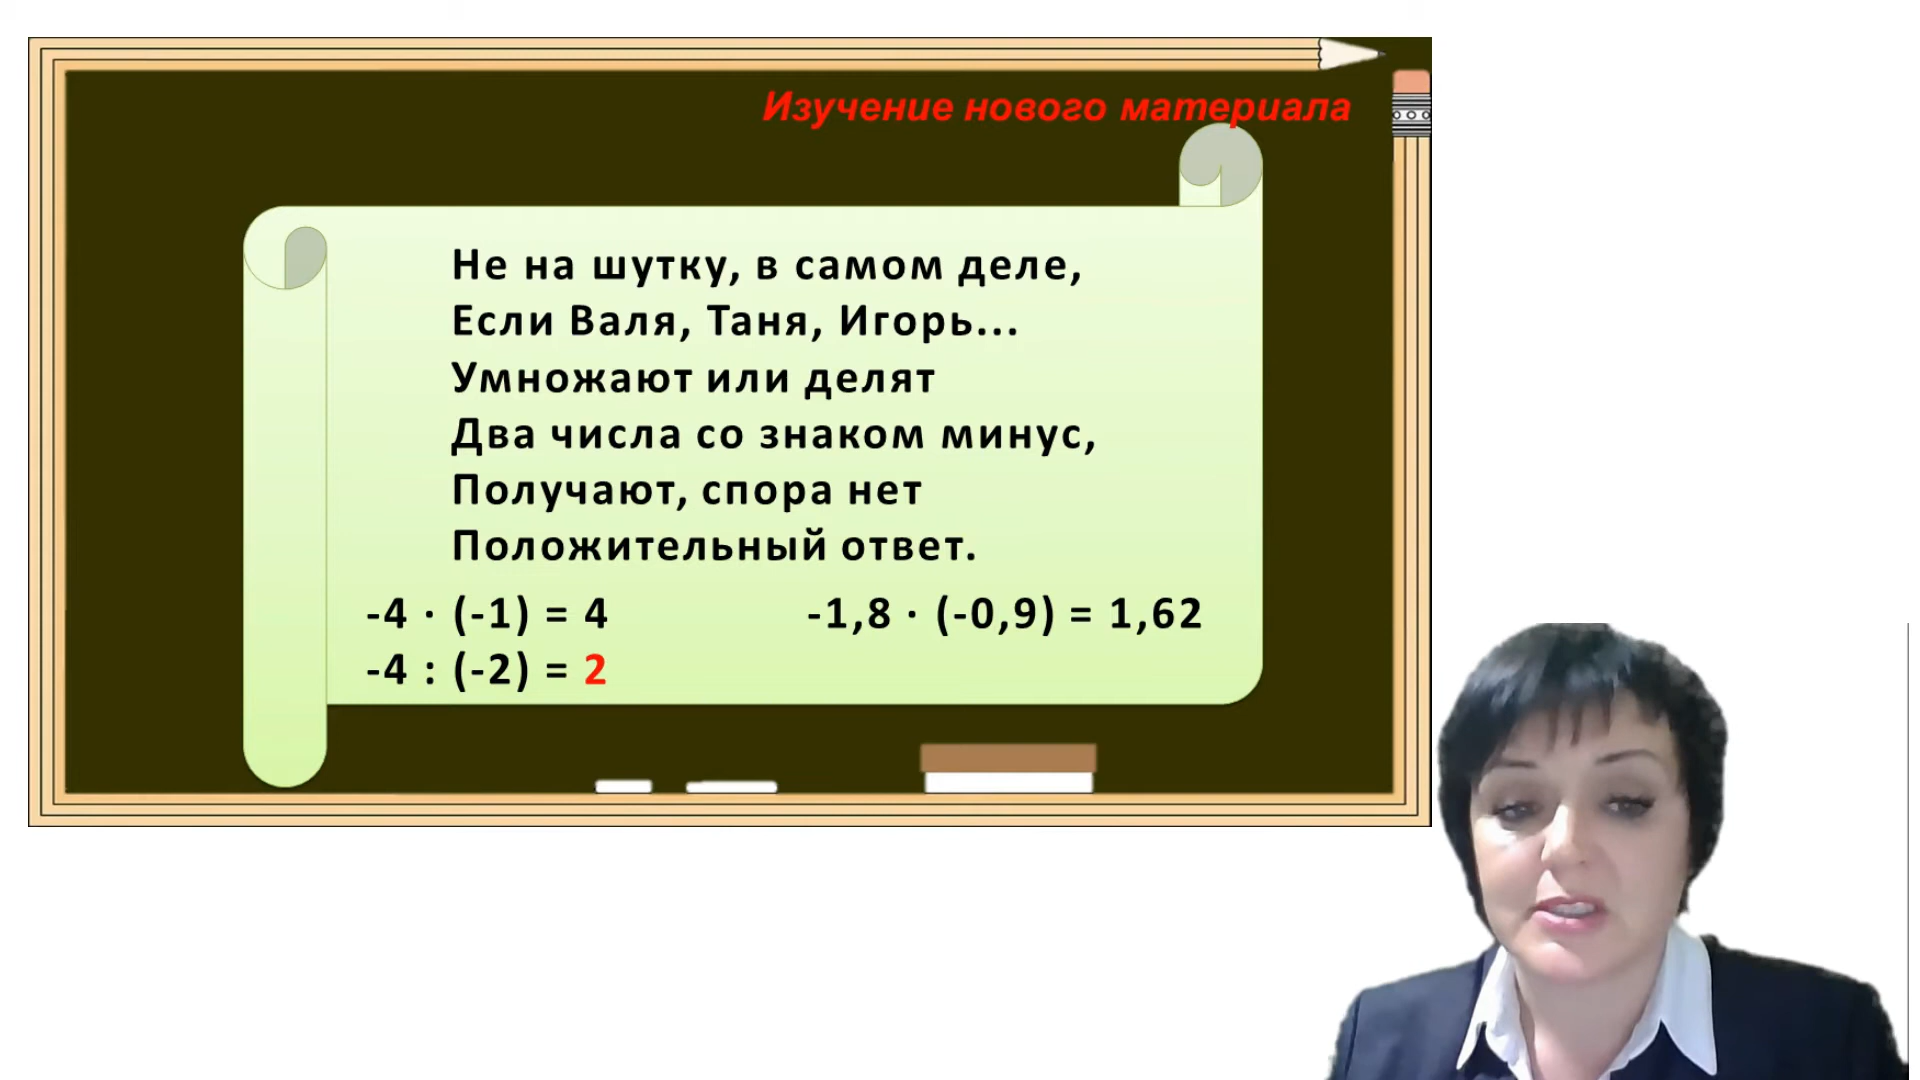 Изучение нового материала
Не на шутку, в самом деле,
Если Валя, Таня, Игорь...
Умножают или делят
Два числа со знаком минус,
Получают, спора нет
Положительный ответ.
-4 · (-1) = 4 -1,8 · (-0,9) = 1,62
-4 : (-2) = 2